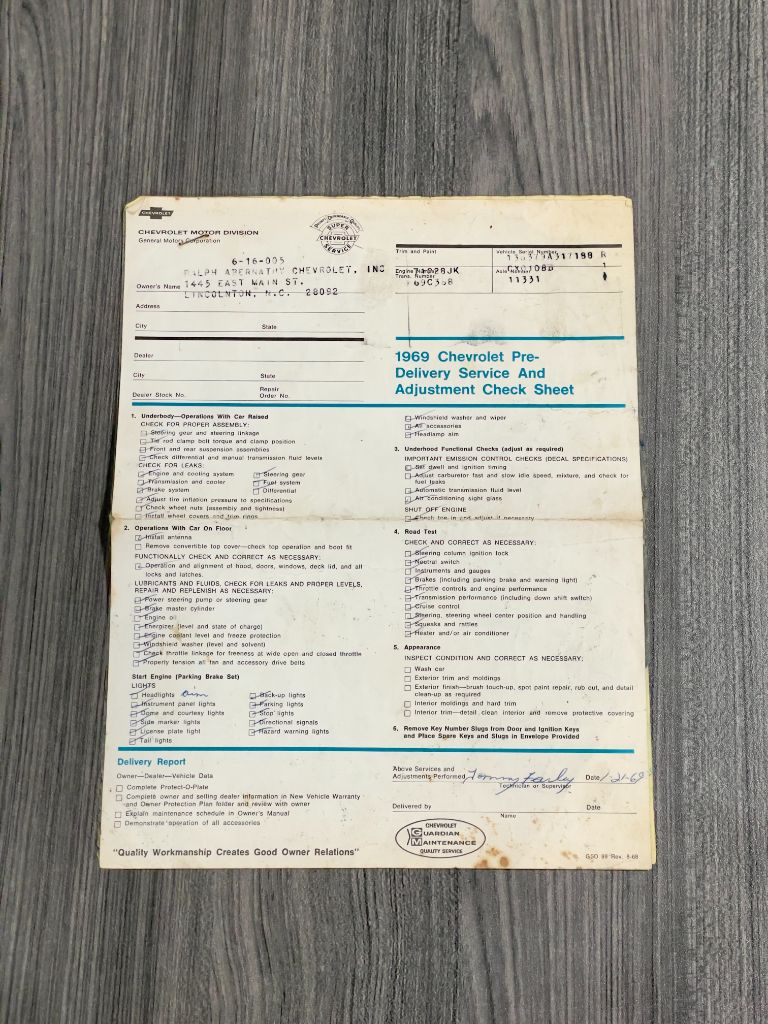 CHEVROLET
CHEVROLET MOTOR DIVISION
General Motors Corporation
SUPER
CHEVROLET
SERVICE
6-16-005
RALPH ABERNATHY CHEVROLET, INC
Owner's Name 1445 EAST MAIN ST.
LINCOLNTON, N.C. 28092
Address
City State
Dealer
City State
Dealer Stock No. Repair Order No.
Trim and Paint Vehicle Serial Number
R
Trans. Number
11331
1969 Chevrolet Pre-
Delivery Service And
Adjustment Check Sheet
1. Underbody—Operations With Car Raised
CHECK FOR PROPER ASSEMBLY:
Steering gear and steering linkage
Tie rod clamp bolt torque and clamp position
Front and rear suspension assemblies
Check differential and manual transmission fluid levels
CHECK FOR LEAKS:
Engine and cooling system Steering gear
Transmission and cooler Fuel system
Brake system Differential
Adjust tire inflation pressure to specifications
Check wheel nuts (assembly and tightness)
Install wheel covers and trim rings
2. Operations With Car On Floor
Install antenna
Remove convertible top cover—check top operation and boot fit
FUNCTIONALLY CHECK AND CORRECT AS NECESSARY:
Operation and alignment of hood, doors, windows, deck lid, and all
locks and latches.
LUBRICANTS AND FLUIDS, CHECK FOR LEAKS AND PROPER LEVELS,
REPAIR AND REPLENISH AS NECESSARY:
Power steering pump or steering gear
Brake master cylinder
Engine oil
Energizer (level and state of charge)
Engine coolant level and freeze protection
Windshield washer (level and solvent)
Check throttle linkage for freeness at wide open and closed throttle
Properly tension all fan and accessory drive belts
Start Engine (Parking Brake Set)
LIGHTS
Headlights aim Back-up lights
Instrument panel lights Parking lights
Dome and courtesy lights Stop lights
Side marker lights Directional signals
License plate light Hazard warning lights
Tail lights
Windshield washer and wiper
All accessories
Headlamp aim
3. Underhood Functional Checks (adjust as required)
IMPORTANT EMISSION CONTROL CHECKS (DECAL SPECIFICATIONS)
Set dwell and ignition timing
Adjust carburetor fast and slow idle speed, mixture, and check for
fuel leaks
Automatic transmission fluid level
Air conditioning sight glass
SHUT OFF ENGINE
Check toe in and adjust if necessary
4. Road Test
CHECK AND CORRECT AS NECESSARY:
Steering column ignition lock
Neutral switch
Instruments and gauges
Brakes (including parking brake and warning light)
Throttle controls and engine performance
Transmission performance (including down shift switch)
Cruise control
Steering, steering wheel center position and handling
Squeaks and rattles
Heater and/or air conditioner
5. Appearance
INSPECT CONDITION AND CORRECT AS NECESSARY:
Wash car
Exterior trim and moldings
Exterior finish—brush touch-up, spot paint repair, rub out, and detail
clean-up as required
Interior moldings and hard trim
Interior trim—detail clean interior and remove protective covering
6. Remove Key Number Slugs from Door and Ignition Keys
and Place Spare Keys and Slugs in Envelope Provided
Delivery Report
Owner—Dealer—Vehicle Data
Complete Protect-O-Plate
Complete owner and selling dealer information in New Vehicle Warranty
and Owner Protection Plan folder and review with owner
Explain maintenance schedule in Owner's Manual
Demonstrate operation of all accessories
"Quality Workmanship Creates Good Owner Relations"
Above Services and
Adjustments Performed Tommy Farley Date
Technician or Supervisor
Delivered by Date
Name
CHEVROLET
GUARDIAN
MAINTENANCE
QUALITY SERVICE
GSD 99 Rev. 8-68